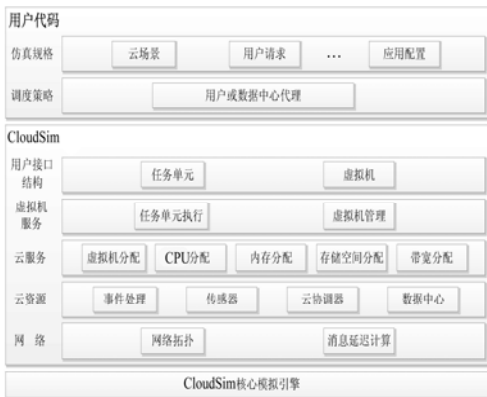 用户代码
仿真规格 云场景 用户请求 … 应用配置
调度策略 用户或数据中心代理
CloudSim
用户接口
结构 任务单元 虚拟机
虚拟机
服务 任务单元执行 虚拟机管理
云服务 虚拟机分配 CPU分配 内存分配 存储空间分配 带宽分配
云资源 事件处理 传感器 云协调器 数据中心
网 络 网络拓扑 消息延迟计算
CloudSim核心模拟引擎